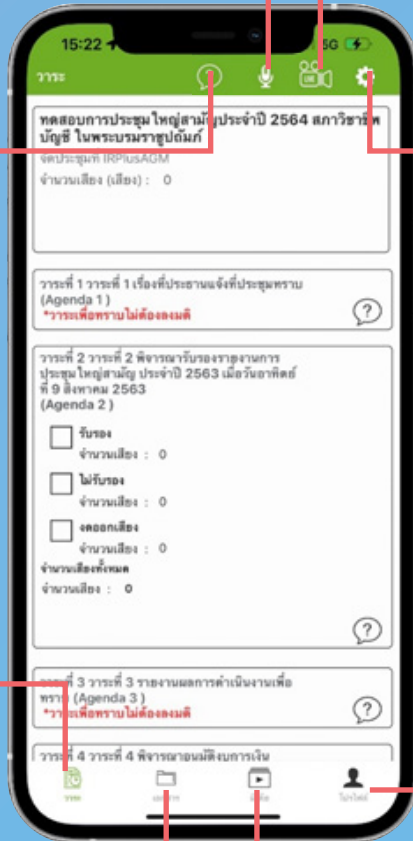 15:22
5G
วาระ
LIVE
ทดสอบการประชุมใหญ่สามัญประจำปี 2564 สภาวิชาชีพ
บัญชี ในพระบรมราชูปถัมภ์
จัดประชุมที่ IRPlusAGM
จำนวนเสียง (เสียง) : 0
วาระที่ 1 วาระที่ 1 เรื่องที่ประธานแจ้งที่ประชุมทราบ
(Agenda 1 )
*วาระเพื่อทราบไม่ต้องลงมติ
?
วาระที่ 2 วาระที่ 2 พิจารณารับรองรายงานการ
ประชุมใหญ่สามัญ ประจำปี 2563 เมื่อวันอาทิตย์
ที่ 9 สิงหาคม 2563
(Agenda 2 )
รับรอง
จำนวนเสียง : 0
ไม่รับรอง
จำนวนเสียง : 0
งดออกเสียง
จำนวนเสียง : 0
จำนวนเสียงทั้งหมด
จำนวนเสียง : 0
?
วาระที่ 3 วาระที่ 3 รายงานผลการดำเนินงานเพื่อ
ทราบ (Agenda 3 )
*วาระเพื่อทราบไม่ต้องลงมติ
?
วาระที่ 4 วาระที่ 4 พิจารณาอนุมัติงบการเงิน
วาระ
เอกสาร
โปรไฟล์